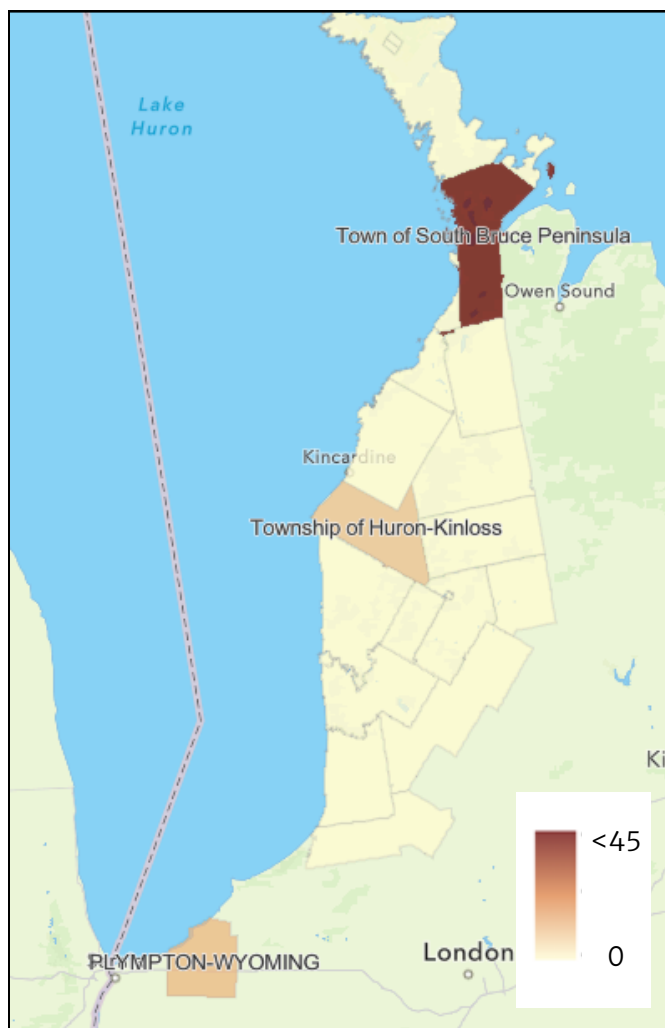 Lake
Huron
Town of South Bruce Peninsula
Owen Sound
Kincardine
Township of Huron-Kinloss
Ki
<45
0
London
PLYMPTON-WYOMING